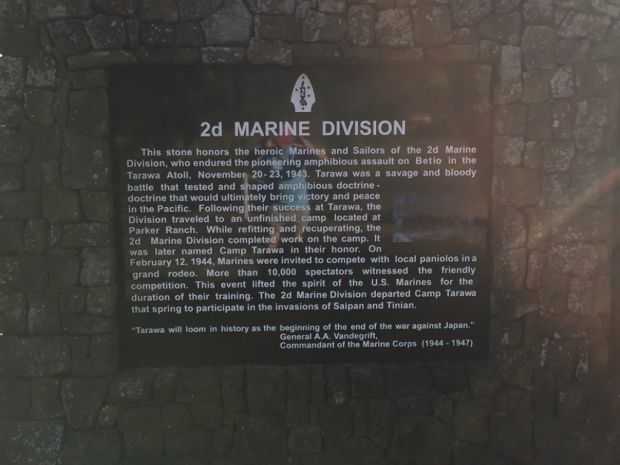 2d MARINE DIVISION
This stone honors the heroic Marines and Sailors of the 2d Marine
Division, who endured the pioneering amphibious assault on Betio in the
Tarawa Atoll, November 20-23, 1943. Tarawa was a savage and bloody
battle that tested and shaped amphibious doctrine -
doctrine that would ultimately bring victory and peace
in the Pacific. Following their success at Tarawa, the
Division traveled to an unfinished camp located at
Parker Ranch. While refitting and recuperating, the
2d Marine Division completed work on the camp. It
was later named Camp Tarawa in their honor. On
February 12, 1944, Marines were invited to compete with local paniolos in a
grand rodeo. More than 10,000 spectators witnessed the friendly
competition. This event lifted the spirit of the U.S. Marines for the
duration of their training. The 2d Marine Division departed Camp Tarawa
that spring to participate in the invasions of Saipan and Tinian.
"Tarawa will loom in history as the beginning of the end of the war against Japan."
General A.A. Vandegrift,
Commandant of the Marine Corps (1944 - 1947)